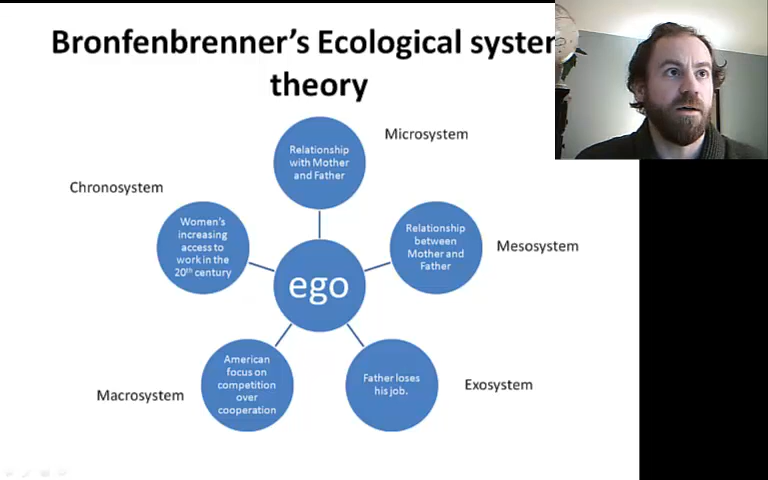 Bronfenbrenner's Ecological system
theory
Microsystem
Relationship
with Mother
and Father
Chronosystem
Women's
increasing
access to
work in the
20th century
Relationship
between
Mother and
Father
Mesosystem
ego
American
focus on
competition
over
cooperation
Macrosystem
Father loses
his job.
Exosystem